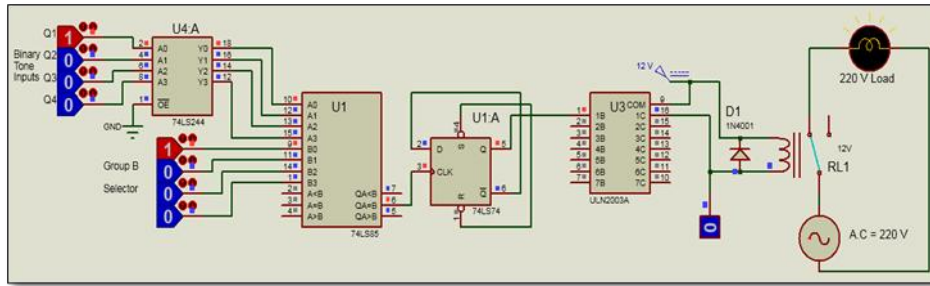 Q1
1
Binary Q2
0
Tone
Inputs Q3
0
Q4
0
GND
U4:A
2 A0 Y0 18
4 A1 Y1 16
6 A2 Y2 14
8 A3 Y3 12
1 OE
74LS244
Group B
Selector
1
0
0
0
U1
10 A0
12 A1
13 A2
15 A3
9 B0
11 B1
14 B2
1 B3
2 A<B QA<B 7
3 A=B QA=B 6
4 A>B QA>B 5
74LS85
U1:A
4
2 D S Q 5
3 CLK
R Q 6
1
74LS74
12 V
U3
COM 9
1 1B 1C 16
2 2B 2C 15
3 3B 3C 14
4 4B 4C 13
5 5B 5C 12
6 6B 6C 11
7 7B 7C 10
ULN2003A
0
D1
1N4001
12V
RL1
220 V Load
A.C = 220 V